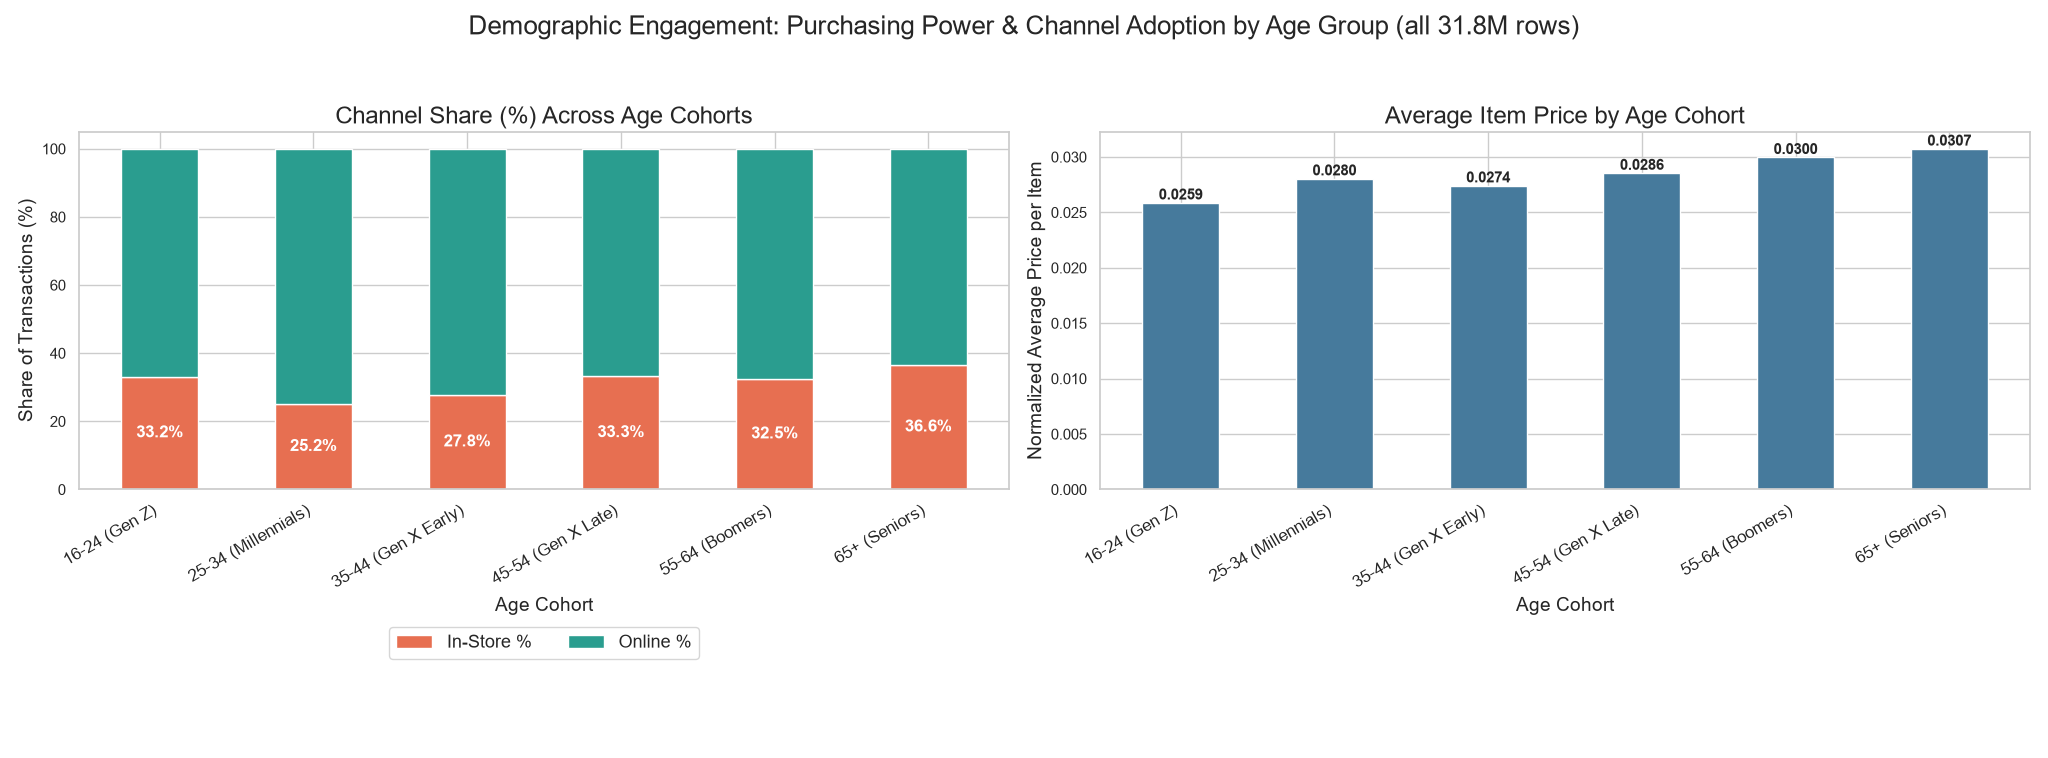 Demographic Engagement: Purchasing Power & Channel Adoption by Age Group (all 31.8M rows)
Channel Share (%) Across Age Cohorts
Share of Transactions (%)
100
80
60
40
20
0
33.2%
25.2%
27.8%
33.3%
32.5%
36.6%
16-24 (Gen Z)
25-34 (Millennials)
35-44 (Gen X Early)
45-54 (Gen X Late)
55-64 (Boomers)
65+ (Seniors)
Age Cohort
In-Store %
Online %
Average Item Price by Age Cohort
Normalized Average Price per Item
0.030
0.025
0.020
0.015
0.010
0.005
0.000
0.0259
0.0280
0.0274
0.0286
0.0300
0.0307
16-24 (Gen Z)
25-34 (Millennials)
35-44 (Gen X Early)
45-54 (Gen X Late)
55-64 (Boomers)
65+ (Seniors)
Age Cohort